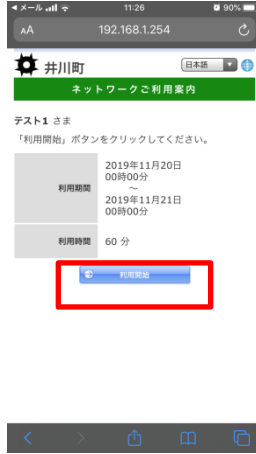 メール 11:26 90%
AA 192.168.1.254
井川町 日本語
ネットワークご利用案内
テスト1 さま
「利用開始」ボタンをクリックしてください。
利用期間
2019年11月20日
00時00分
～
2019年11月21日
00時00分
利用時間 60 分
利用開始